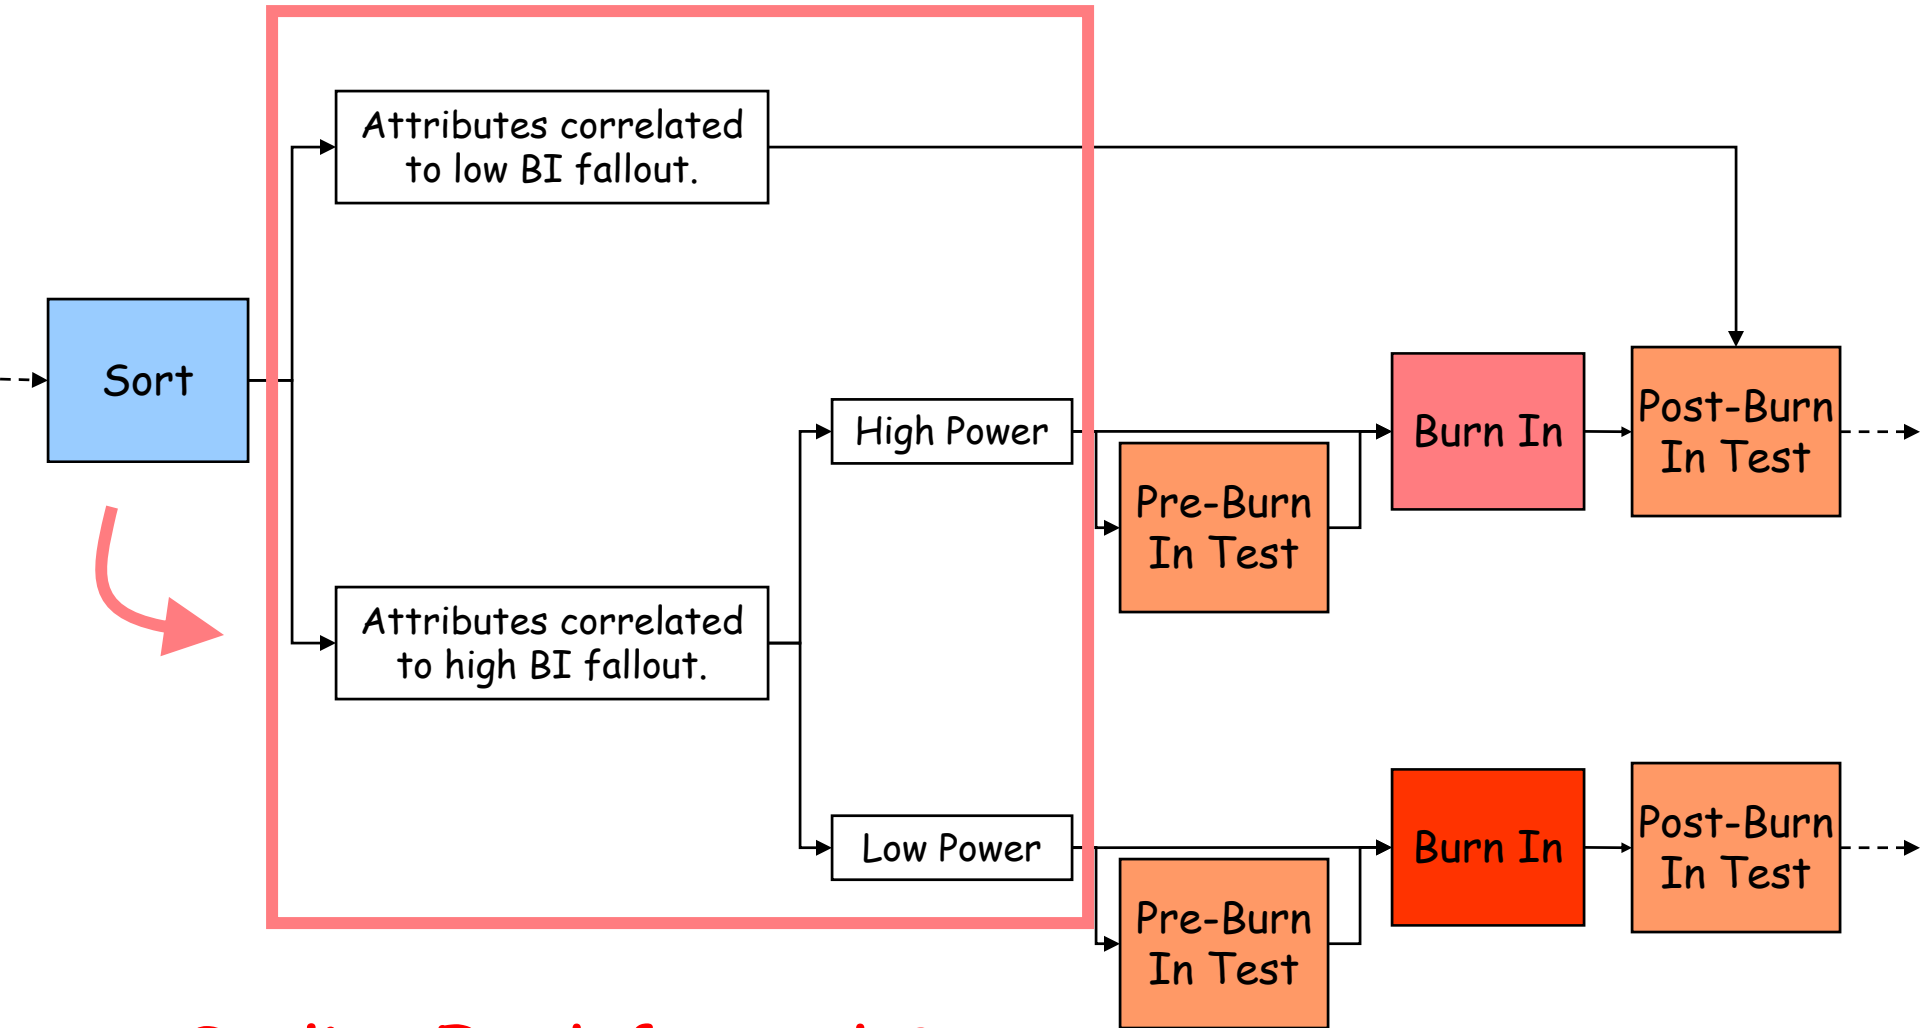 Attributes correlated
to low BI fallout.
Sort
High Power
Burn In
Post-Burn
In Test
Pre-Burn
In Test
Attributes correlated
to high BI fallout.
Low Power
Burn In
Post-Burn
In Test
Pre-Burn
In Test